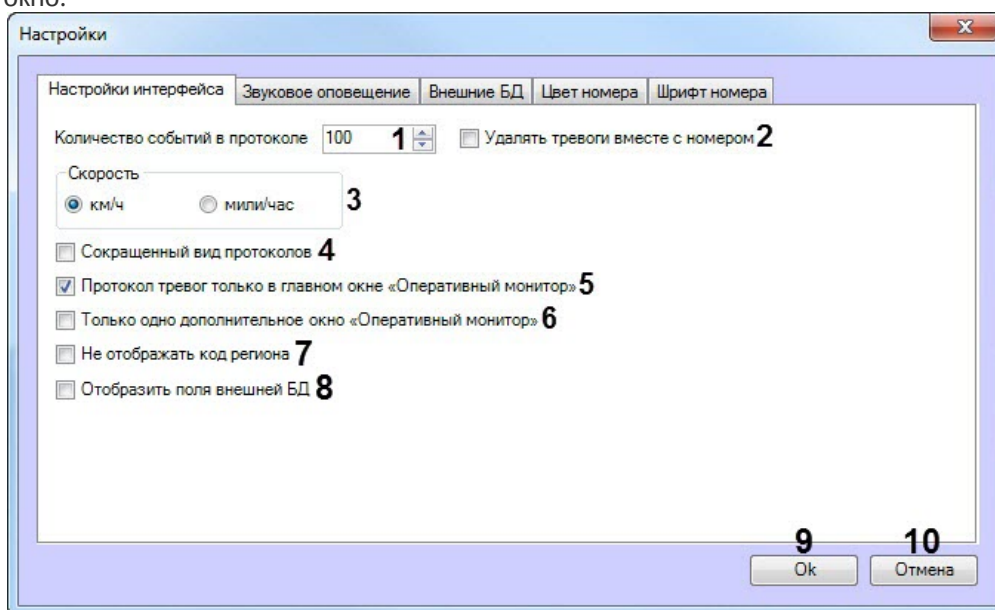 окно.
Настройки
Настройки интерфейса Звуковое оповещение Внешние БД Цвет номера Шрифт номера
Количество событий в протоколе 100 1 Удалять тревоги вместе с номером 2
Скорость
км/ч мили/час 3
Сокращенный вид протоколов 4
Протокол тревог только в главном окне «Оперативный монитор» 5
Только одно дополнительное окно «Оперативный монитор» 6
Не отображать код региона 7
Отобразить поля внешней БД 8
9 10
Ok Отмена